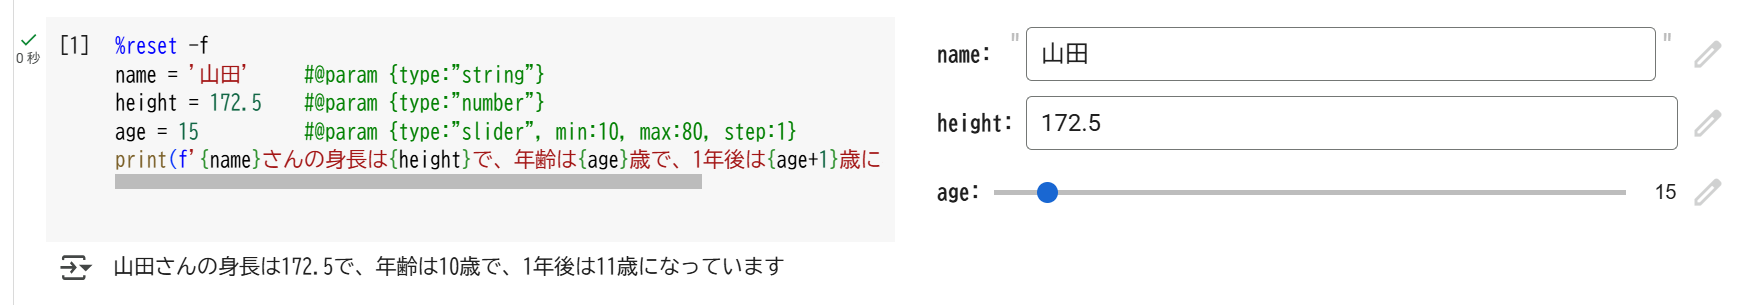 0 秒
[1]
%reset -f
name = '山田' #@param {type:"string"}
height = 172.5 #@param {type:"number"}
age = 15 #@param {type:"slider", min:10, max:80, step:1}
print(f'{name}さんの身長は{height}で、年齢は{age}歳で、1年後は{age+1}歳に
山田さんの身長は172.5で、年齢は10歳で、1年後は11歳になっています
name: " 山田 "
height: 172.5
age: 15